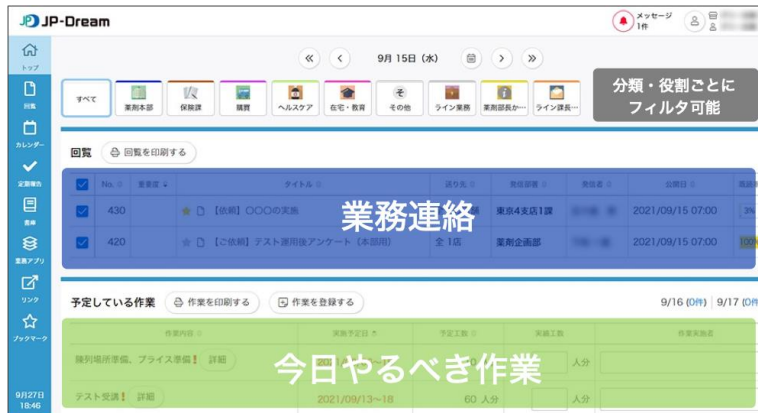 JP-Dream
メッセージ
1件
トップ
9月 15日 (水)
回覧
すべて
薬剤本部
保険課
購買
ヘルスケア
在宅・教育
そ
その他
ライン業務
薬剤部長か…
ライン課長…
分類・役割ごとに
フィルタ可能
カレンダー
定期報告
書庫
業務アプリ
リンク
ブックマーク
9月27日
18:46
回覧 回覧を印刷する
No. 重要度 タイトル 送り先 発信部署 発信者 公開日
430 【依頼】〇〇〇の実施 東京4支店1課 2021/09/15 07:00 3%
業務連絡
420 【ご依頼】テスト運用後アンケート（本部用） 全 1店 薬剤企画部 2021/09/15 07:00 100%
予定している作業 作業を印刷する 作業を登録する 9/16 (0件) 9/17 (0件
作業内容 実施予定日 予定工数 実績工数 作業実施者
陳列場所準備、プライス準備! 詳細 人分
今日やるべき作業
テスト受講! 詳細 2021/09/13~18 60 人分 人分